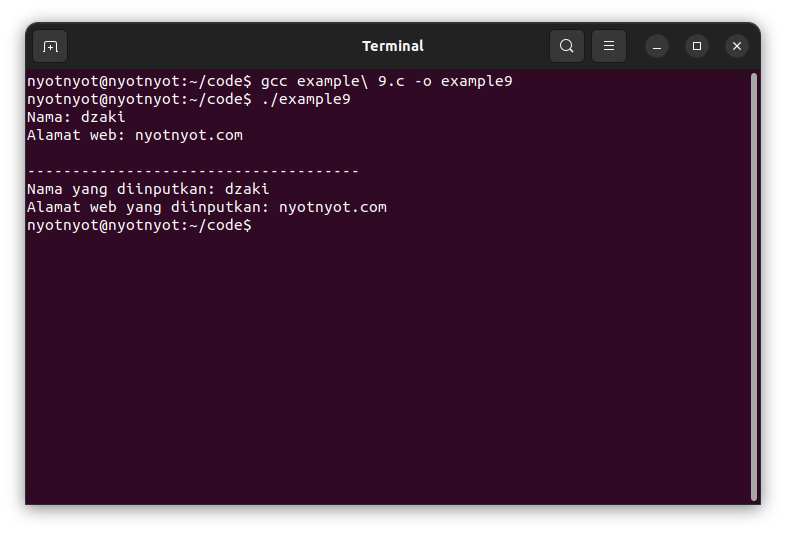 Terminal
nyotnyot@nyotnyot:~/code$ gcc example\ 9.c -o example9
nyotnyot@nyotnyot:~/code$ ./example9
Nama: dzaki
Alamat web: nyotnyot.com
-------------------------------------
Nama yang diinputkan: dzaki
Alamat web yang diinputkan: nyotnyot.com
nyotnyot@nyotnyot:~/code$